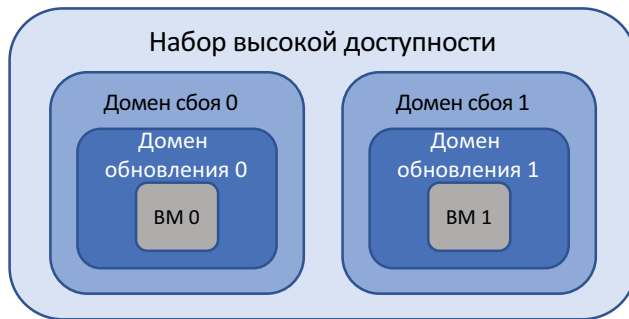 Набор высокой доступности
Домен сбоя 0
Домен сбоя 1
Домен
обновления 0
Домен
обновления 1
ВМ 0
ВМ 1